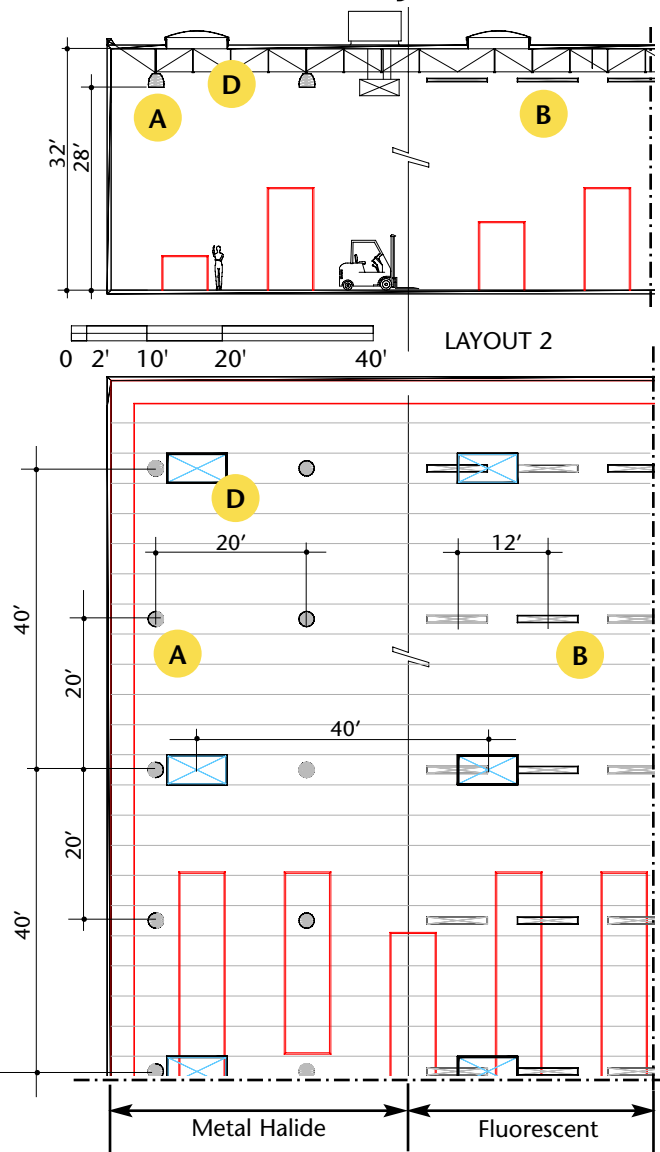 A
D
B
32′
28′
0 2' 10' 20' 40'
LAYOUT 2
D
20′
12′
40′
A
B
20′
40′
20′
40′
Metal Halide
Fluorescent